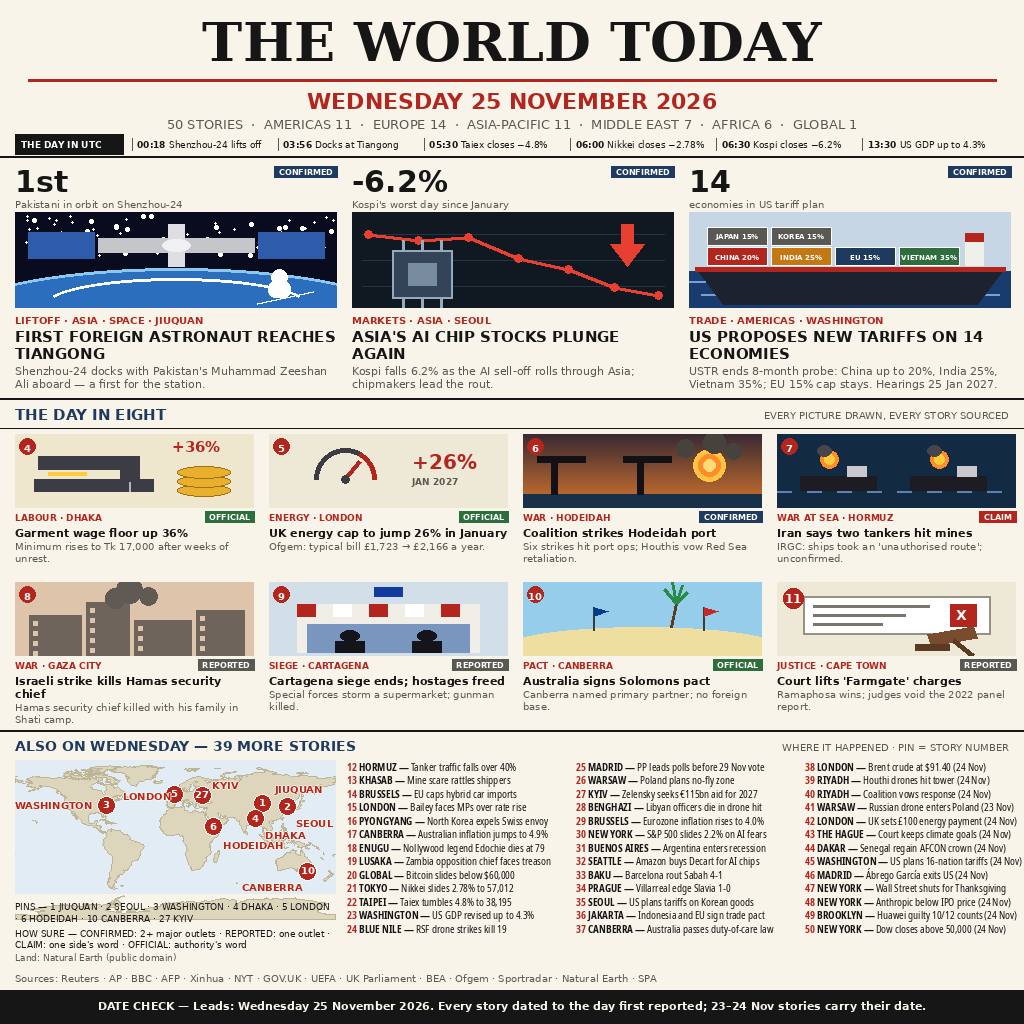 THE WORLD TODAY
WEDNESDAY 25 NOVEMBER 2026
50 STORIES · AMERICAS 11 · EUROPE 14 · ASIA-PACIFIC 11 · MIDDLE EAST 7 · AFRICA 6 · GLOBAL 1
THE DAY IN UTC
00:18 Shenzhou-24 lifts off
03:56 Docks at Tiangong
05:30 Taiex closes −4.8%
06:00 Nikkei closes −2.78%
06:30 Kospi closes −6.2%
13:30 US GDP up to 4.3%
1st
CONFIRMED
Pakistani in orbit on Shenzhou-24
LIFTOFF · ASIA · SPACE · JIUQUAN
FIRST FOREIGN ASTRONAUT REACHES
TIANGONG
Shenzhou-24 docks with Pakistan's Muhammad Zeeshan
Ali aboard — a first for the station.
-6.2%
CONFIRMED
Kospi's worst day since January
MARKETS · ASIA · SEOUL
ASIA'S AI CHIP STOCKS PLUNGE
AGAIN
Kospi falls 6.2% as the AI sell-off rolls through Asia;
chipmakers lead the rout.
14
CONFIRMED
economies in US tariff plan
JAPAN 15%
KOREA 15%
CHINA 20%
INDIA 25%
EU 15%
VIETNAM 35%
TRADE · AMERICAS · WASHINGTON
US PROPOSES NEW TARIFFS ON 14
ECONOMIES
USTR ends 8-month probe: China up to 20%, India 25%,
Vietnam 35%; EU 15% cap stays. Hearings 25 Jan 2027.
THE DAY IN EIGHT
EVERY PICTURE DRAWN, EVERY STORY SOURCED
4
+36%
LABOUR · DHAKA
OFFICIAL
Garment wage floor up 36%
Minimum rises to Tk 17,000 after weeks of
unrest.
5
+26%
JAN 2027
ENERGY · LONDON
OFFICIAL
UK energy cap to jump 26% in January
Ofgem: typical bill £1,723 → £2,166 a year.
6
WAR · HODEIDAH
CONFIRMED
Coalition strikes Hodeidah port
Six strikes hit port ops; Houthis vow Red Sea
retaliation.
7
WAR AT SEA · HORMUZ
CLAIM
Iran says two tankers hit mines
IRGC: ships took an 'unauthorised route';
unconfirmed.
8
WAR · GAZA CITY
REPORTED
Israeli strike kills Hamas security
chief
Hamas security chief killed with his family in
Shati camp.
9
SIEGE · CARTAGENA
REPORTED
Cartagena siege ends; hostages freed
Special forces storm a supermarket; gunman
killed.
10
PACT · CANBERRA
OFFICIAL
Australia signs Solomons pact
Canberra named primary partner; no foreign
base.
11
X
JUSTICE · CAPE TOWN
REPORTED
Court lifts 'Farmgate' charges
Ramaphosa wins; judges void the 2022 panel
report.
ALSO ON WEDNESDAY — 39 MORE STORIES
WHERE IT HAPPENED · PIN = STORY NUMBER
WASHINGTON 3
LONDON 5
27 KYIV
JIUQUAN 1
2 SEOUL
4 DHAKA
6 HODEIDAH
10 CANBERRA
PINS — 1 JIUQUAN · 2 SEOUL · 3 WASHINGTON · 4 DHAKA · 5 LONDON
· 6 HODEIDAH · 10 CANBERRA · 27 KYIV
HOW SURE — CONFIRMED: 2+ major outlets · REPORTED: one outlet ·
CLAIM: one side's word · OFFICIAL: authority's word
Land: Natural Earth (public domain)
12 HORMUZ — Tanker traffic falls over 40%
13 KHASAB — Mine scare rattles shippers
14 BRUSSELS — EU caps hybrid car imports
15 LONDON — Bailey faces MPs over rate rise
16 PYONGYANG — North Korea expels Swiss envoy
17 CANBERRA — Australian inflation jumps to 4.9%
18 ENUGU — Nollywood legend Edochie dies at 79
19 LUSAKA — Zambia opposition chief faces treason
20 GLOBAL — Bitcoin slides below $60,000
21 TOKYO — Nikkei slides 2.78% to 57,012
22 TAIPEI — Taiex tumbles 4.8% to 38,195
23 WASHINGTON — US GDP revised up to 4.3%
24 BLUE NILE — RSF drone strikes kill 19
25 MADRID — PP leads polls before 29 Nov vote
26 WARSAW — Poland plans no-fly zone
27 KYIV — Zelensky seeks €115bn aid for 2027
28 BENGHAZI — Libyan officers die in drone hit
29 BRUSSELS — Eurozone inflation rises to 4.0%
30 NEW YORK — S&P 500 slides 2.2% on AI fears
31 BUENOS AIRES — Argentina enters recession
32 SEATTLE — Amazon buys Decart for AI chips
33 BAKU — Barcelona rout Sabah 4-1
34 PRAGUE — Villarreal edge Slavia 1-0
35 SEOUL — US plans tariffs on Korean goods
36 JAKARTA — Indonesia and EU sign trade pact
37 CANBERRA — Australia passes duty-of-care law
38 LONDON — Brent crude at $91.40 (24 Nov)
39 RIYADH — Houthi drones hit tower (24 Nov)
40 RIYADH — Coalition vows response (24 Nov)
41 WARSAW — Russian drone enters Poland (23 Nov)
42 LONDON — UK sets £100 energy payment (24 Nov)
43 THE HAGUE — Court keeps climate goals (24 Nov)
44 DAKAR — Senegal regain AFCON crown (24 Nov)
45 WASHINGTON — US plans 16-nation tariffs (24 Nov)
46 MADRID — Ábrego García exits US (24 Nov)
47 NEW YORK — Wall Street shuts for Thanksgiving
48 NEW YORK — Anthropic below IPO price (24 Nov)
49 BROOKLYN — Huawei guilty 10/12 counts (24 Nov)
50 NEW YORK — Dow closes above 50,000 (24 Nov)
Sources: Reuters · AP · BBC · AFP · Xinhua · NYT · GOV.UK · UEFA · UK Parliament · BEA · Ofgem · Sportradar · Natural Earth · SPA
DATE CHECK — Leads: Wednesday 25 November 2026. Every story dated to the day first reported; 23–24 Nov stories carry their date.